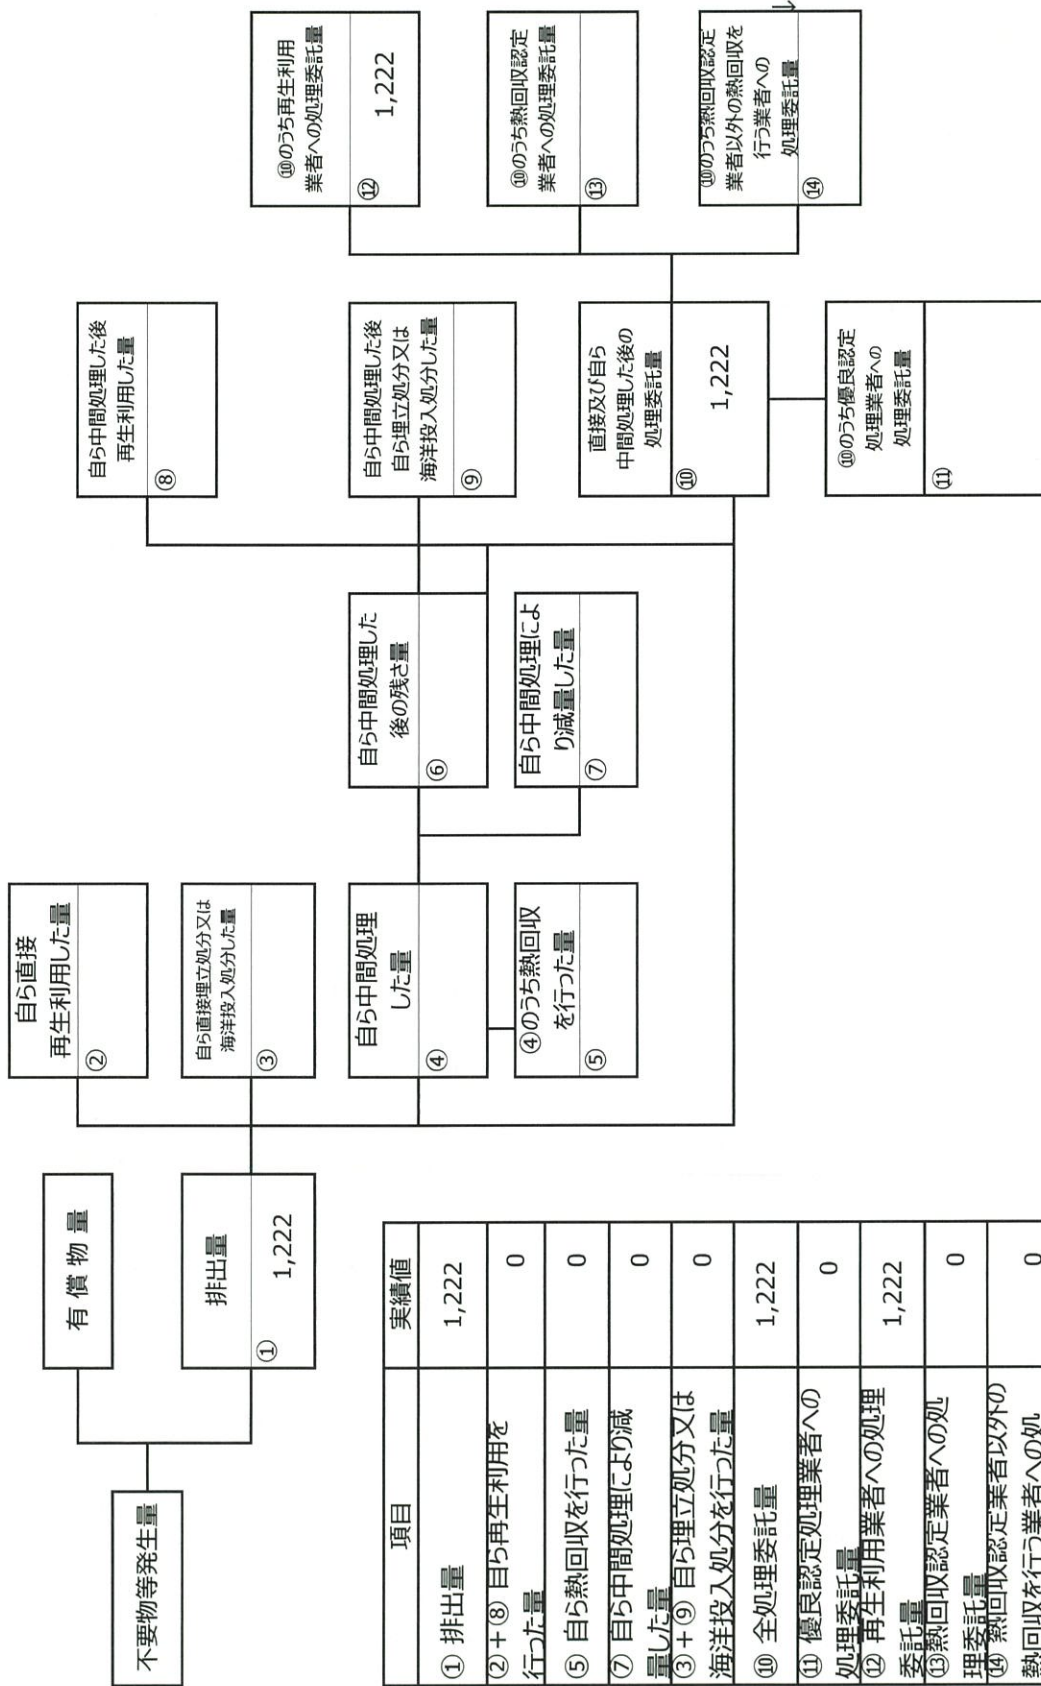 不要物等発生量
有 償 物 量
排出量
①
1,222
自ら直接
再生利用した量
②
自ら直接埋立処分又は
海洋投入処分した量
③
自ら中間処理
した量
④
④のうち熱回収
を行った量
⑤
自ら中間処理した
後の残さ量
⑥
自ら中間処理によ
り減量した量
⑦
自ら中間処理した後
再生利用した量
⑧
自ら中間処理した後
自ら埋立処分又は
海洋投入処分した量
⑨
直接及び自ら
中間処理した後の
処理委託量
⑩
1,222
⑩のうち優良認定
処理業者への
処理委託量
⑪
⑩のうち再生利用
業者への処理委託量
⑫
1,222
⑩のうち熱回収認定
業者への処理委託量
⑬
⑩のうち熱回収認定
業者以外の熱回収を
行う業者への
処理委託量
⑭
項目 実績値
① 排出量 1,222
②+⑧ 自ら再生利用を
行った量 0
⑤ 自ら熱回収を行った量 0
⑦ 自ら中間処理により減
量した量 0
③+⑨ 自ら埋立処分又は
海洋投入処分を行った量 0
⑩ 全処理委託量 1,222
⑪ 優良認定処理業者への
処理委託量 0
⑫ 再生利用業者への処理
委託量 1,222
⑬熱回収認定業者への処
理委託量 0
⑭ 熱回収認定業者以外の
熱回収を行う業者への処 0